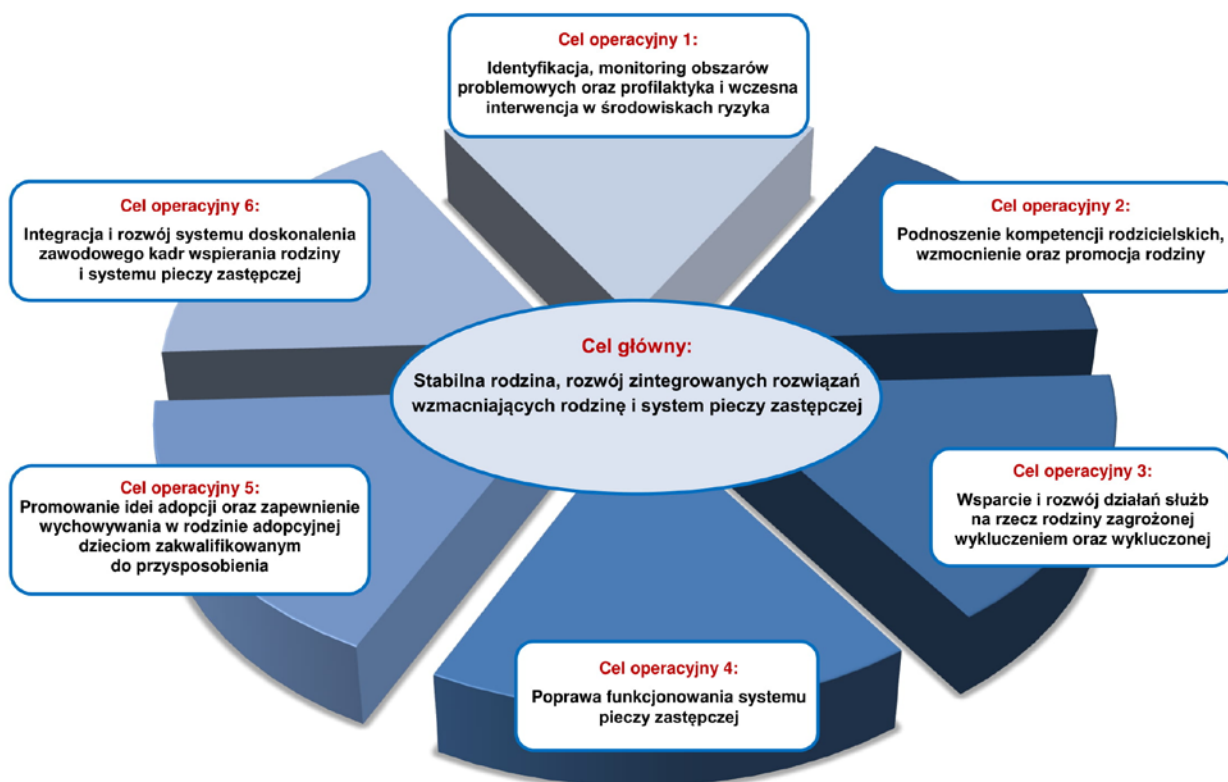 Cel operacyjny 1:
Identyfikacja, monitoring obszarów
problemowych oraz profilaktyka i wczesna
interwencja w środowiskach ryzyka
Cel operacyjny 2:
Podnoszenie kompetencji rodzicielskich,
wzmocnienie oraz promocja rodziny
Cel operacyjny 3:
Wsparcie i rozwój działań służb
na rzecz rodziny zagrożonej
wykluczeniem oraz wykluczonej
Cel operacyjny 4:
Poprawa funkcjonowania systemu
pieczy zastępczej
Cel operacyjny 5:
Promowanie idei adopcji oraz zapewnienie
wychowywania w rodzinie adopcyjnej
dzieciom zakwalifikowanym
do przysposobienia
Cel operacyjny 6:
Integracja i rozwój systemu doskonalenia
zawodowego kadr wspierania rodziny
i systemu pieczy zastępczej
Cel główny:
Stabilna rodzina, rozwój zintegrowanych rozwiązań
wzmacniających rodzinę i system pieczy zastępczej